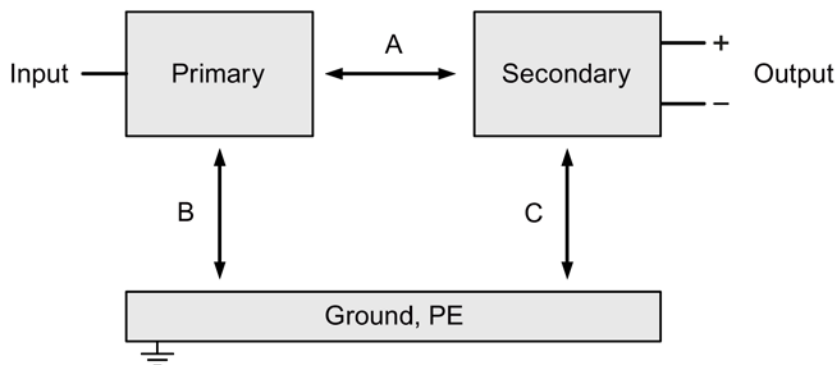 Input
Primary
A
Secondary
+
−
Output
B
C
Ground, PE